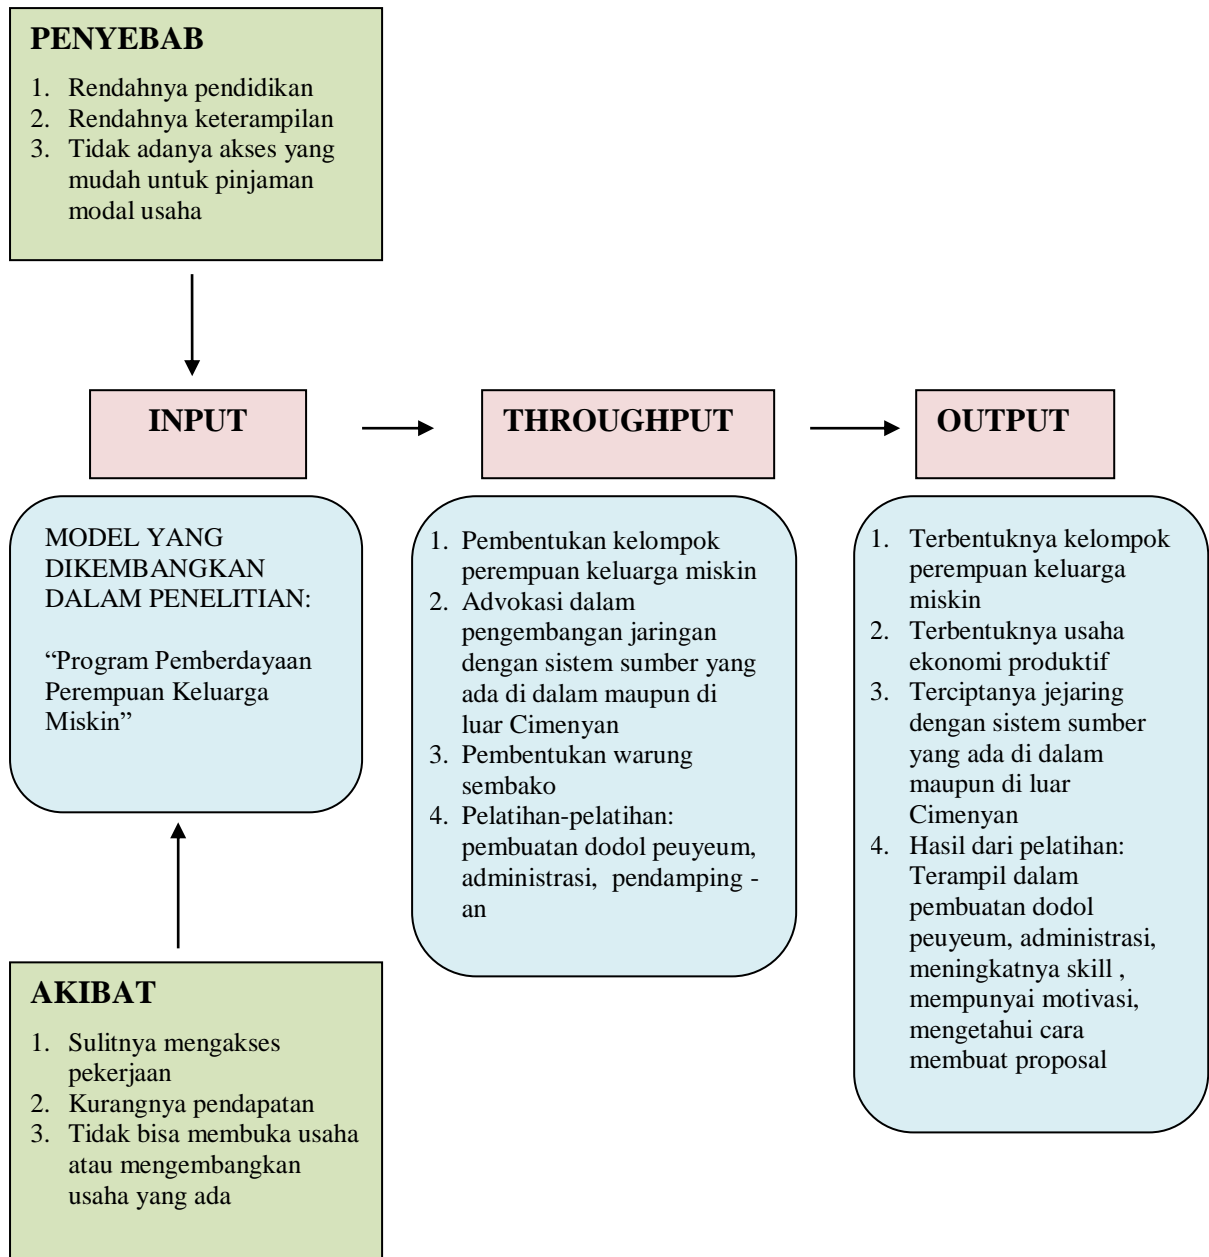 PENYEBAB
1. Rendahnya pendidikan
2. Rendahnya keterampilan
3. Tidak adanya akses yang
mudah untuk pinjaman
modal usaha
INPUT
THROUGHPUT
OUTPUT
MODEL YANG
DIKEMBANGKAN
DALAM PENELITIAN:
“Program Pemberdayaan
Perempuan Keluarga
Miskin”
1. Pembentukan kelompok
perempuan keluarga miskin
2. Advokasi dalam
pengembangan jaringan
dengan sistem sumber yang
ada di dalam maupun di
luar Cimenyan
3. Pembentukan warung
sembako
4. Pelatihan-pelatihan:
pembuatan dodol peuyeum,
administrasi, pendamping -
an
1. Terbentuknya kelompok
perempuan keluarga
miskin
2. Terbentuknya usaha
ekonomi produktif
3. Terciptanya jejaring
dengan sistem sumber
yang ada di dalam
maupun di luar
Cimenyan
4. Hasil dari pelatihan:
Terampil dalam
pembuatan dodol
peuyeum, administrasi,
meningkatnya skill ,
mempunyai motivasi,
mengetahui cara
membuat proposal
AKIBAT
1. Sulitnya mengakses
pekerjaan
2. Kurangnya pendapatan
3. Tidak bisa membuka usaha
atau mengembangkan
usaha yang ada